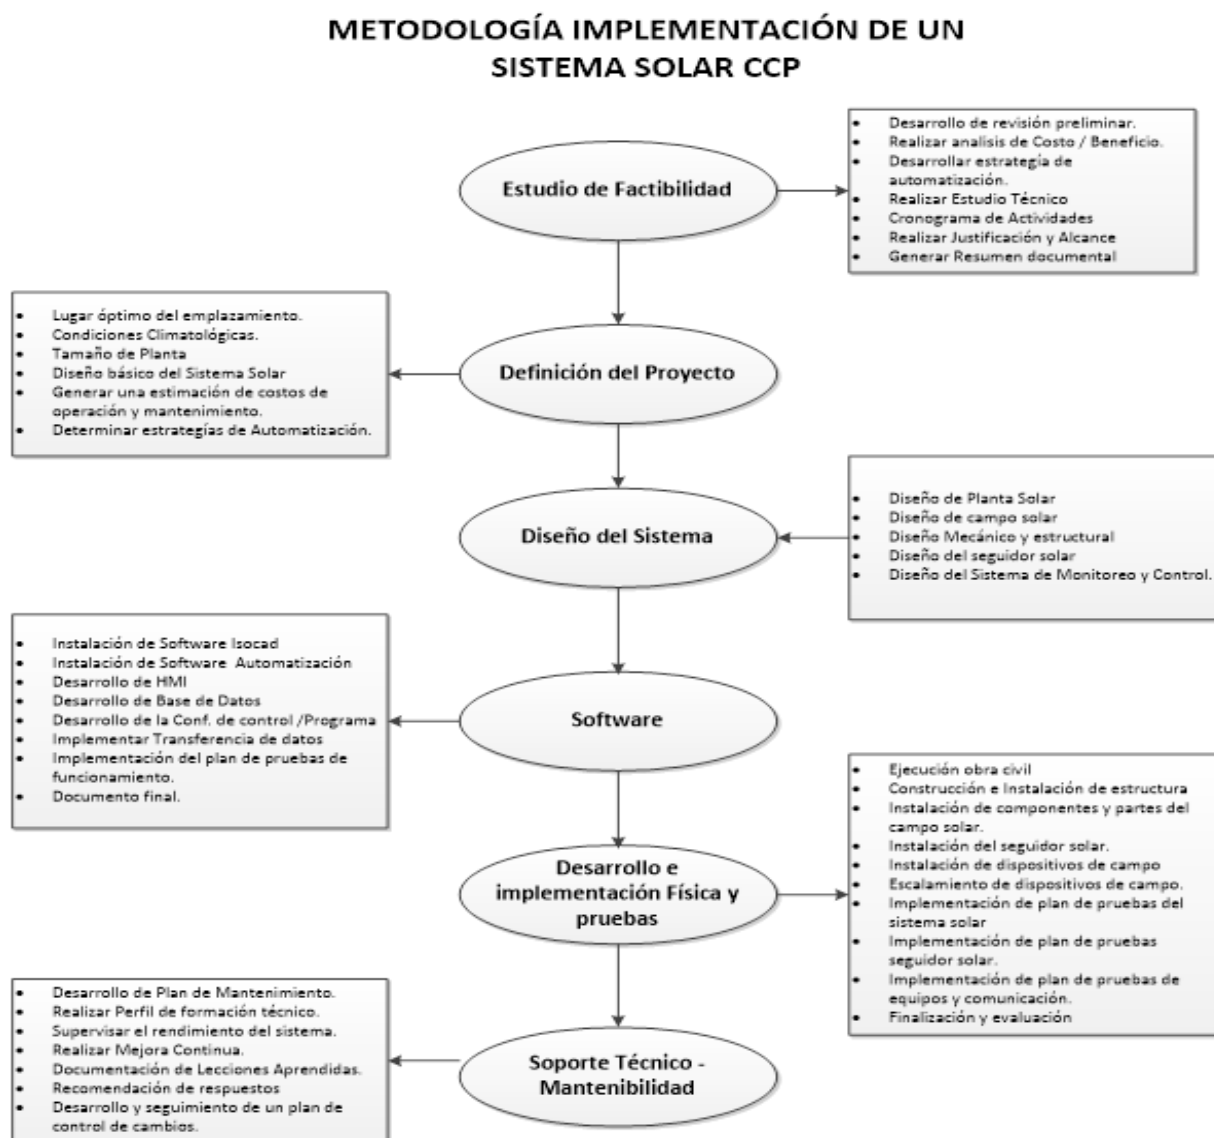 METODOLOGÍA IMPLEMENTACIÓN DE UN
SISTEMA SOLAR CCP
Estudio de Factibilidad
• Desarrollo de revisión preliminar.
• Realizar analisis de Costo / Beneficio.
• Desarrollar estrategía de
automatización.
• Realizar Estudio Técnico
• Cronograma de Actividades
• Realizar Justificación y Alcance
• Generar Resumen documental
• Lugar óptimo del emplazamiento.
• Condiciones Climatológicas.
• Tamaño de Planta
• Diseño básico del Sistema Solar
• Generar una estimación de costos de
operación y mantenimiento.
• Determinar estrategías de Automatización.
Definición del Proyecto
Diseño del Sistema
• Diseño de Planta Solar
• Diseño de campo solar
• Diseño Mecánico y estructural
• Diseño del seguidor solar
• Diseño del Sistema de Monitoreo y Control.
• Instalación de Software Isocad
• Instalación de Software Automatización
• Desarrollo de HMI
• Desarrollo de Base de Datos
• Desarrollo de la Conf. de control /Programa
• Implementar Transferencia de datos
• Implementación del plan de pruebas de
funcionamiento.
• Documento final.
Software
Desarrollo e
implementación Física y
pruebas
• Ejecución obra civil
• Construcción e Instalación de estructura
• Instalación de componentes y partes del
campo solar.
• Instalación del seguidor solar.
• Instalación de dispositivos de campo
• Escalamiento de dispositivos de campo.
• Implementación de plan de pruebas del
sistema solar
• Implementación de plan de pruebas
seguidor solar.
• Implementación de plan de pruebas de
equipos y comunicación.
• Finalización y evaluación
• Desarrollo de Plan de Mantenimiento.
• Realizar Perfil de formación técnico.
• Supervisar el rendimiento del sistema.
• Realizar Mejora Continua.
• Documentación de Lecciones Aprendidas.
• Recomendación de respuestos
• Desarrollo y seguimiento de un plan de
control de cambios.
Soporte Técnico -
Mantenibilidad